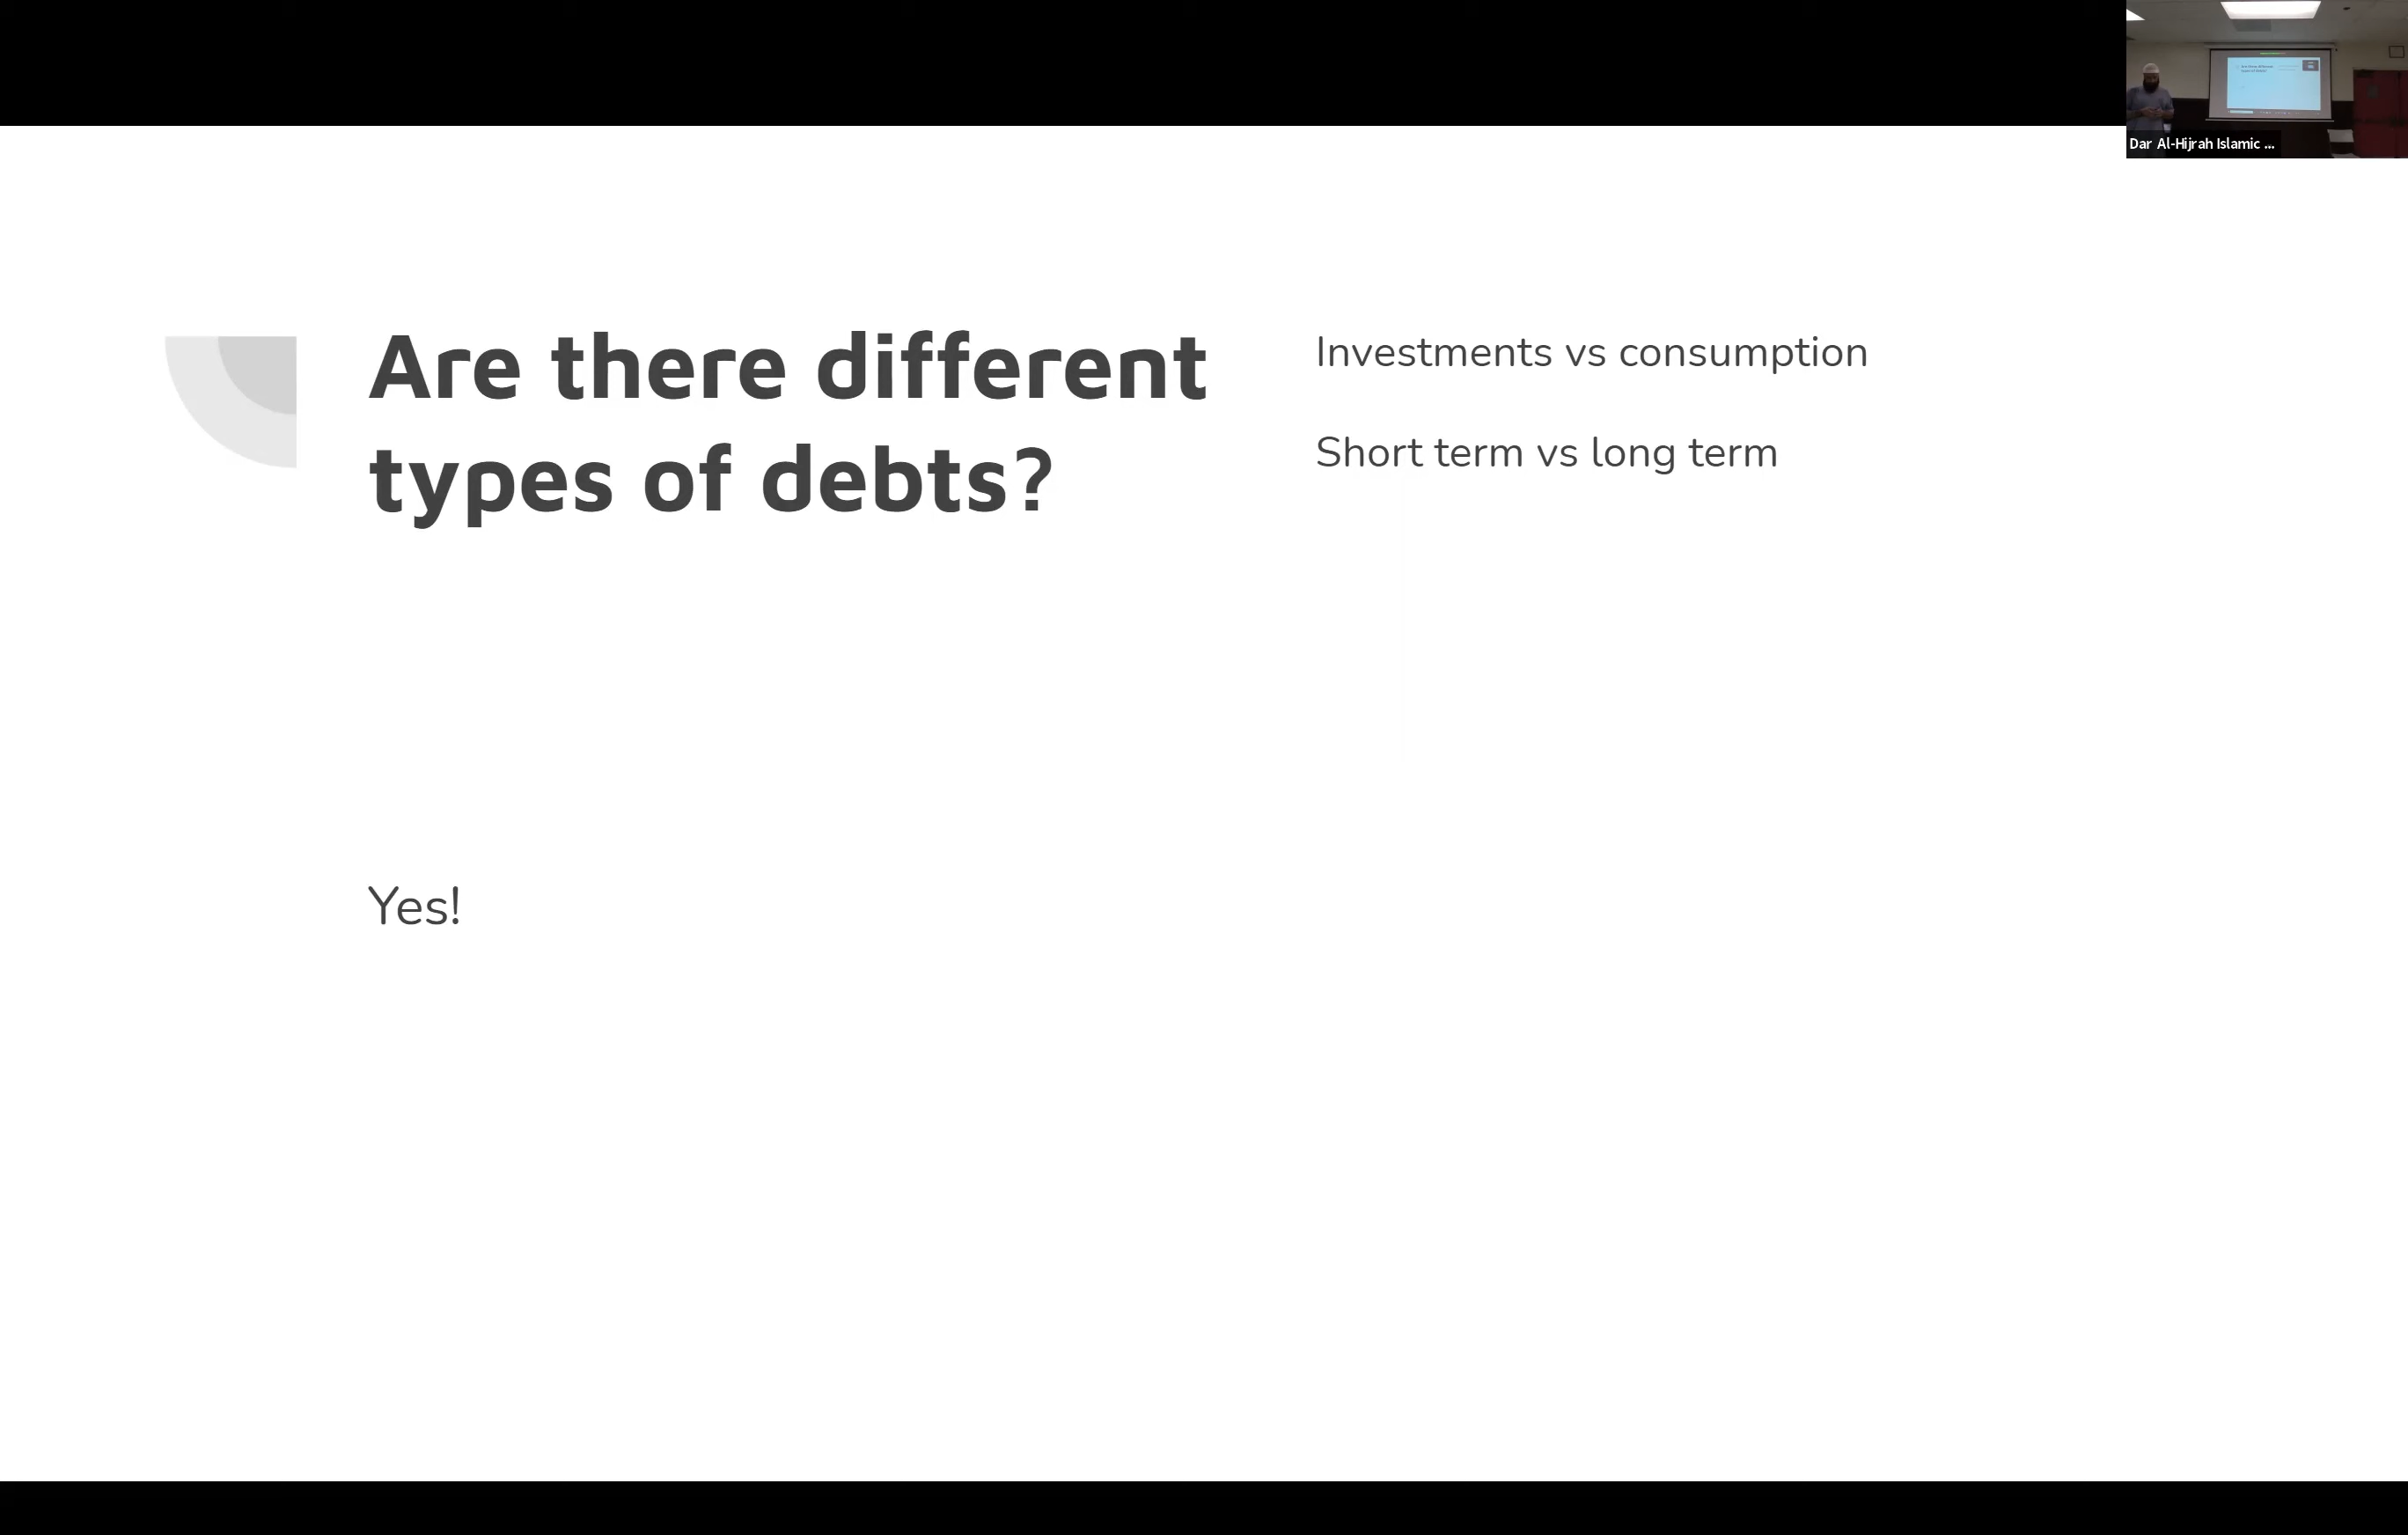 Are there different
types of debts?
Yes!
Investments vs consumption
Short term vs long term
Dar Al-Hijrah Islamic ...